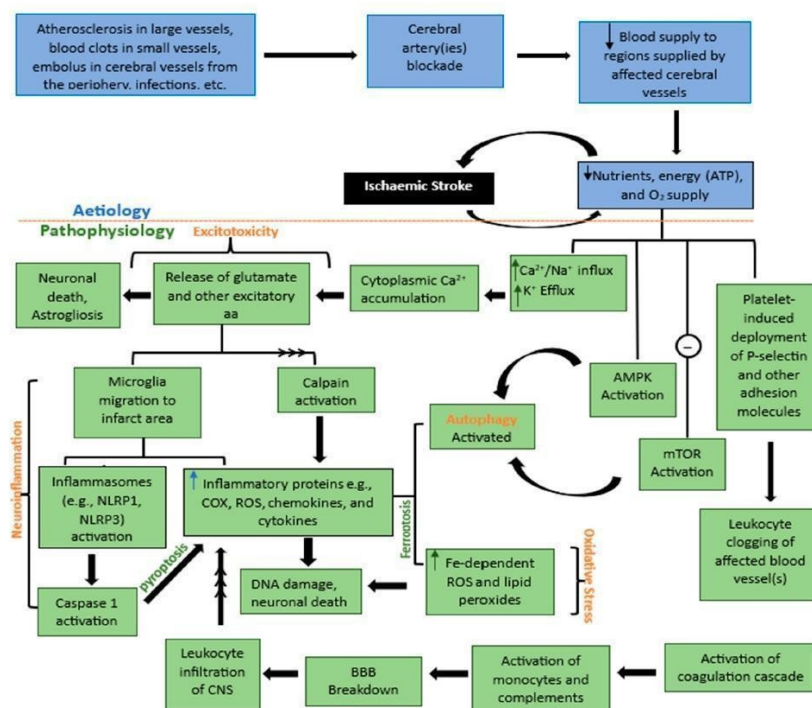 Atherosclerosis in large vessels,
blood clots in small vessels,
embolus in cerebral vessels from
the periphery, infections, etc.
Cerebral
artery(ies)
blockade
↓ Blood supply to
regions supplied by
affected cerebral
vessels
Ischaemic Stroke
↓Nutrients, energy (ATP),
and O₂ supply
Aetiology
Pathophysiology
Excitotoxicity
Neuronal
death,
Astrogliosis
Release of glutamate
and other excitatory
aa
Cytoplasmic Ca²⁺
accumulation
↑Ca²⁺/Na⁺ influx
↑K⁺ Efflux
Platelet-
induced
deployment
of P-selectin
and other
adhesion
molecules
Microglia
migration to
infarct area
Calpain
activation
AMPK
Activation
−
mTOR
Activation
Autophagy
Activated
Neuroinflammation
Inflammasomes
(e.g., NLRP1,
NLRP3)
activation
↑ Inflammatory proteins e.g.,
COX, ROS, chemokines, and
cytokines
Ferroptosis
Leukocyte
clogging of
affected blood
vessel(s)
Caspase 1
activation
pyroptosis
DNA damage,
neuronal death
↑ Fe-dependent
ROS and lipid
peroxides
Oxidative Stress
Leukocyte
infiltration
of CNS
BBB
Breakdown
Activation of
monocytes and
complements
Activation of
coagulation cascade